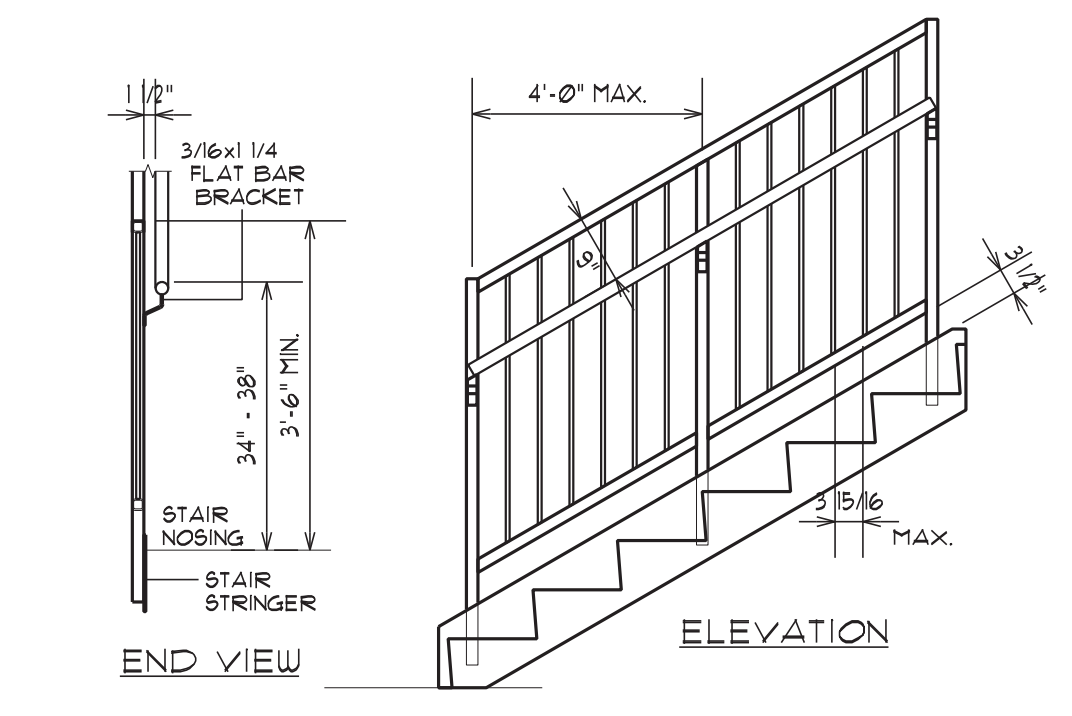 1 1/2"
3/16x1 1/4
FLAT BAR
BRACKET
34" - 38"
3'-6" MIN.
STAIR
NOSING
STAIR
STRINGER
END VIEW
4'-0" MAX.
9"
3 1/2"
3 15/16
MAX.
ELEVATION